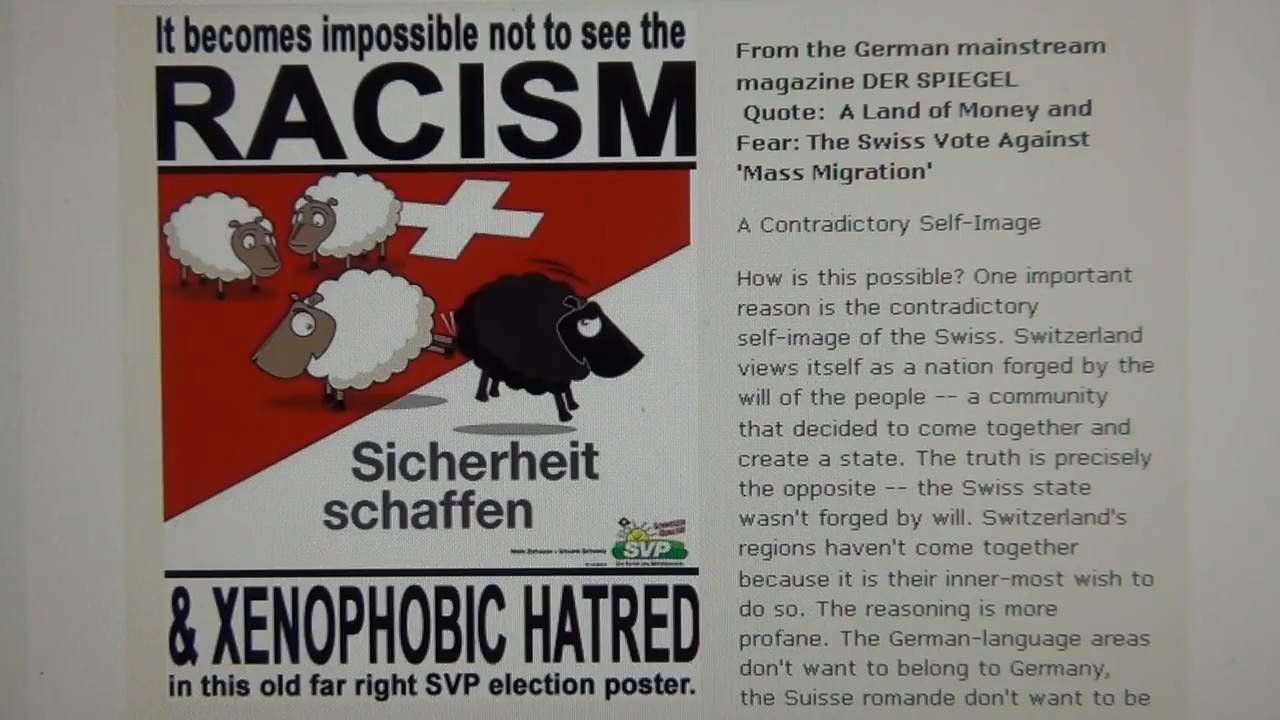 It becomes impossible not to see the
RACISM
Sicherheit
schaffen
SVP
& XENOPHOBIC HATRED
in this old far right SVP election poster.
From the German mainstream
magazine DER SPIEGEL
Quote: A Land of Money and
Fear: The Swiss Vote Against
'Mass Migration'
A Contradictory Self-Image
How is this possible? One important
reason is the contradictory
self-image of the Swiss. Switzerland
views itself as a nation forged by the
will of the people -- a community
that decided to come together and
create a state. The truth is precisely
the opposite -- the Swiss state
wasn't forged by will. Switzerland's
regions haven't come together
because it is their inner-most wish to
do so. The reasoning is more
profane. The German-language areas
don't want to belong to Germany,
the Suisse romande don't want to be